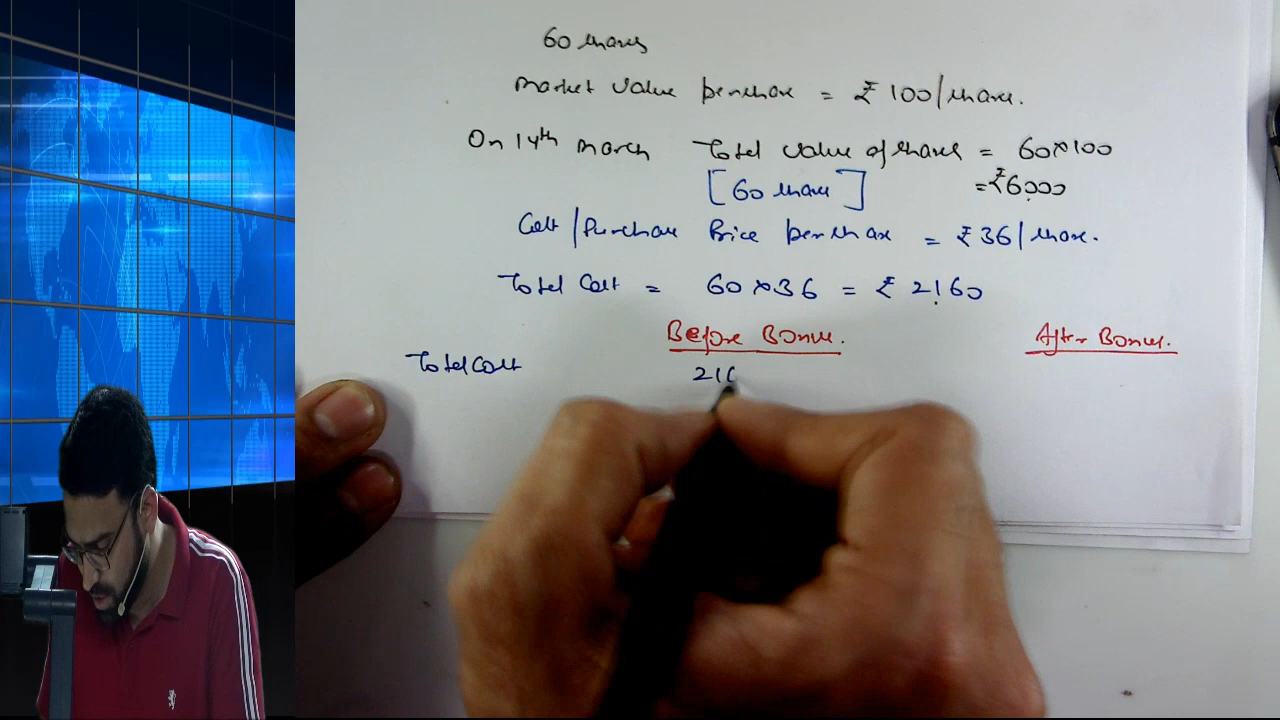 60 shares
Market Value per share = ₹ 100/share.
On 14th March Total Value of shares = 60×100
[60 share] =₹6000
Cost/Purchase Price per share = ₹36/share.
Total Cost = 60×36 = ₹ 2160
Before Bonus. After Bonus.
Total Cost 216